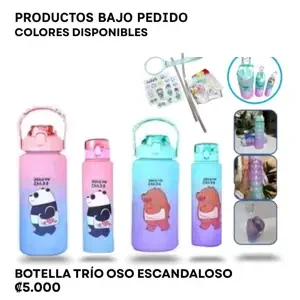 PRODUCTOS BAJO PEDIDO
COLORES DISPONIBLES
BOTELLA TRÍO OSO ESCANDALOSO
₡5.000